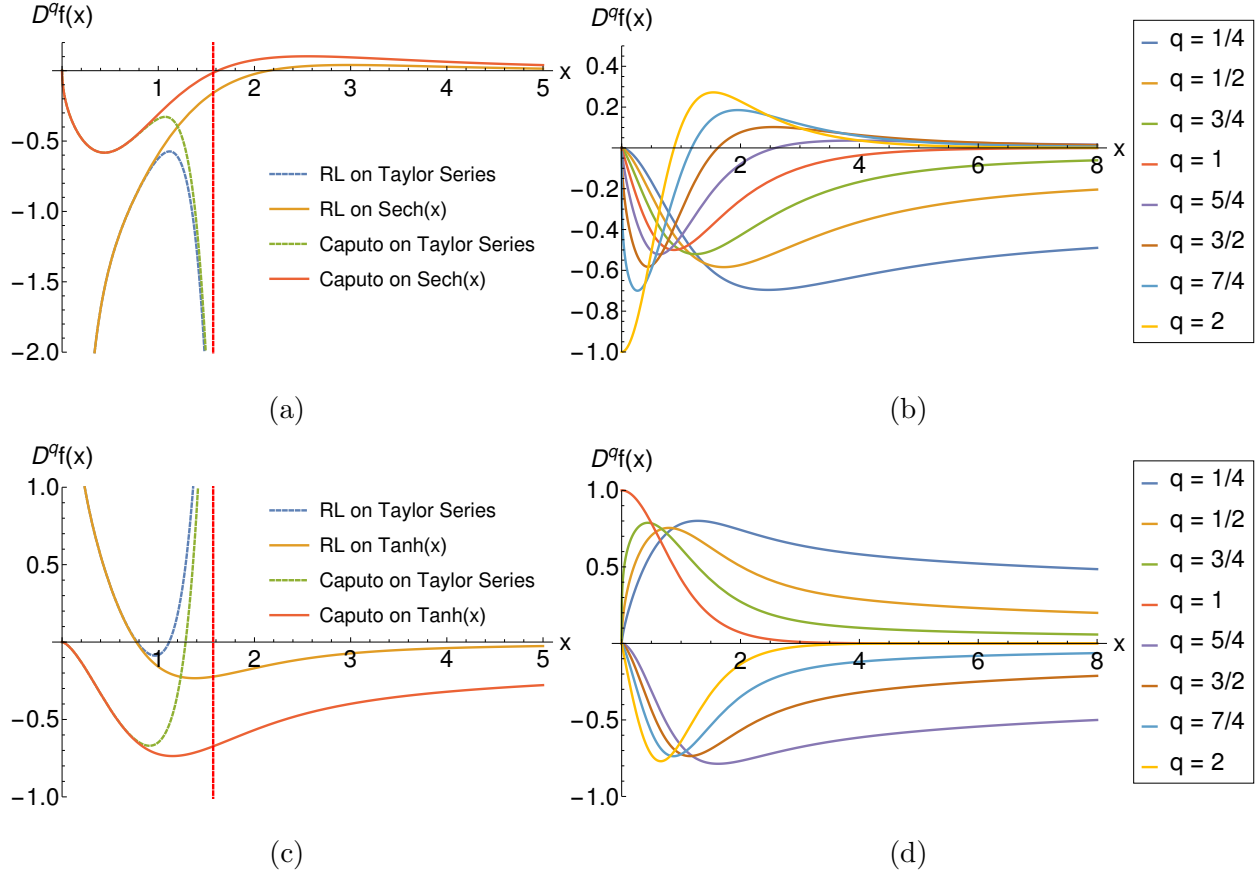 D^q f(x)
x
1 2 3 4 5
−0.5
−1.0
−1.5
−2.0
RL on Taylor Series
RL on Sech(x)
Caputo on Taylor Series
Caputo on Sech(x)
(a)
D^q f(x)
0.4
0.2
−0.2
−0.4
−0.6
−0.8
−1.0
2 4 6 8
x
q = 1/4
q = 1/2
q = 3/4
q = 1
q = 5/4
q = 3/2
q = 7/4
q = 2
(b)
D^q f(x)
1.0
0.5
−0.5
−1.0
1 2 3 4 5
x
RL on Taylor Series
RL on Tanh(x)
Caputo on Taylor Series
Caputo on Tanh(x)
(c)
D^q f(x)
1.0
0.5
−0.5
−1.0
2 4 6 8
x
q = 1/4
q = 1/2
q = 3/4
q = 1
q = 5/4
q = 3/2
q = 7/4
q = 2
(d)